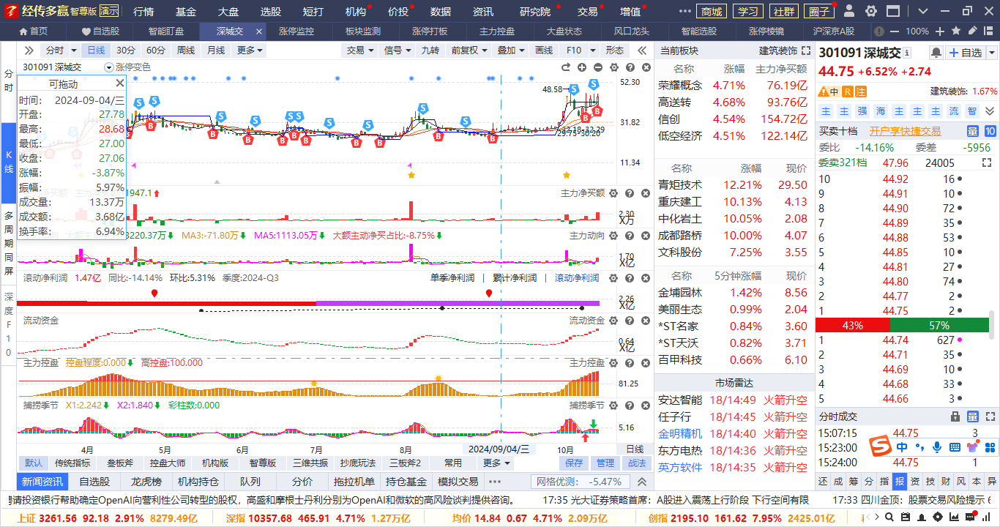 经传多赢 智尊版 演示 行情 基金 大盘 选股 短打 机构 价投 数据 资讯 研究院 交易 增值 商城 学习 社群 圈子
首页 自选股 智能盯盘 深城交 涨停监控 板块监测 涨停打板 主力控盘 大盘状态 风口龙头 智能选股 涨停棱镜 沪深京A股 100%
分时 日线 30分 60分 周线 月线 更多 交易 信号 九转 前复权 叠加 画线 F10 形态
分时
K线
多周期同屏
深度F10
301091 深城交 涨停变色
可拖动
时间: 2024-09-04/三
开盘: 27.78
最高: 28.68
最低: 27.00
收盘: 27.06
涨幅: -3.87%
振幅: 5.97%
成交量: 13.37万
成交额: 3.68亿
换手率: 6.94%
48.58
52.30
31.82
11.34
29.75-30.20
32.18-32.29
1947.1 主力净买额
2.30
X万
3220.37万 MA3:-71.80万 MA5:1113.05万 大额主动净买占比:-8.75% 主力动向
1.70
X亿
滚动净利润 1.47亿 同比:-14.14% 环比:5.31% 季度:2024-Q3 单季净利润 累计净利润 滚动净利润
2.26
X亿
流动资金 流动资金
0.64
X亿
主力控盘 控盘程度:0.000 高控盘:100.000 主力控盘
81.25
捕捞季节 X1:2.242 X2:1.840 彩柱数:0.000 捕捞季节
5.16
4月 5月 6月 7月 8月 2024/09/04/三 10月 日线
默认 传统指标 叁板斧 控盘大师 机构版 智尊版 三维共振 抄底玩法 三板斧2 常用 更多 保存 管理 战法
新闻资讯 自选股 龙虎榜 机构持仓 队列 分价 拖拉机单 持仓基金 模拟交易 网格优测: -5.47%
当前板块 建筑装饰
名称 涨幅 主力净买额
荣耀概念 4.71% 76.19亿
高送转 4.68% 93.76亿
信创 4.54% 154.72亿
低空经济 4.51% 122.14亿
名称 涨幅 现价
青矩技术 12.21% 29.50
重庆建工 10.13% 4.13
中化岩土 10.05% 2.08
成都路桥 10.00% 4.07
文科股份 7.25% 3.55
名称 5分钟涨幅 现价
金埔园林 1.42% 8.56
美丽生态 0.99% 2.04
*ST名家 0.84% 3.60
*ST天沃 0.82% 3.71
百甲科技 0.66% 6.10
市场雷达
安达智能 18/14:49 火箭升空
任子行 18/14:45 火箭升空
金明精机 18/14:40 火箭升空
东方电热 18/14:36 火箭升空
英方软件 18/14:35 火箭升空
301091 深城交 自选
44.75 +6.52% +2.74
中 R 注 建筑装饰: 1.67%
主 主 强 海 主 主 主 流 智
买卖十档 开户享快捷交易 量 10
委比 -14.16% 委差 -5956
委卖321档 47.96 24005
10 44.92 16
9 44.91 10
8 44.90 72
7 44.89 35
6 44.88 53
5 44.85 10
4 44.81 27
3 44.80 74
2 44.77 2
1 44.75 2
43% 57%
1 44.74 627
2 44.71 35
3 44.69 10
4 44.68 33
5 44.66 3
分时成交 量
15:07:15 44.75 3
15:23:00
15:24:00 44.75 1
中
还 成 筹 分 指 报 资 技 财 风 本 异
聘请投资银行帮助确定OpenAI向营利性公司转型的股权，高盛和摩根士丹利分别为OpenAI和微软的高风险谈判提供咨询。 17:35 光大证券策略首席：A股进入震荡上行阶段 下行空间有限 17:33 四川金顶：股票交易风险提示
上证 3261.56 92.18 2.91% 8279.49亿 深指 10357.68 465.91 4.71% 1.27万亿 均价 14.84 0.67 4.71% 2.09万亿 创指 2195.10 161.62 7.95% 2425.01亿